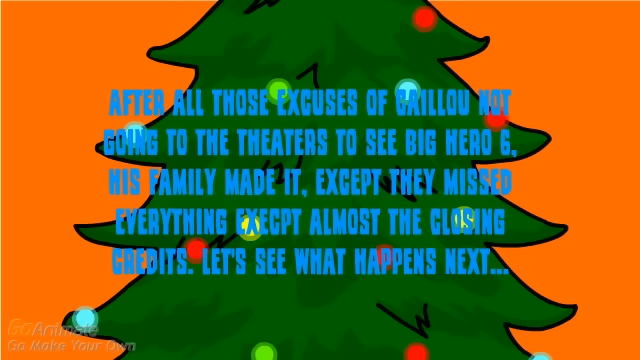 AFTER ALL THOSE EXCUSES OF CAILLOU NOT
GOING TO THE THEATERS TO SEE BIG HERO 6,
HIS FAMILY MADE IT, EXCEPT THEY MISSED
EVERYTHING EXECPT ALMOST THE CLOSING
CREDITS. LET'S SEE WHAT HAPPENS NEXT...
GoAnimate
Go Make Your Own